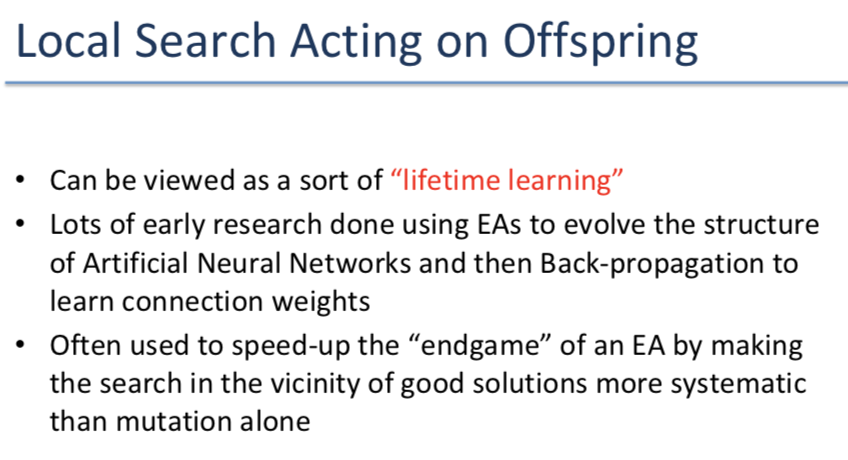 Local Search Acting on Offspring
• Can be viewed as a sort of “lifetime learning”
• Lots of early research done using EAs to evolve the structure
of Artificial Neural Networks and then Back-propagation to
learn connection weights
• Often used to speed-up the “endgame” of an EA by making
the search in the vicinity of good solutions more systematic
than mutation alone